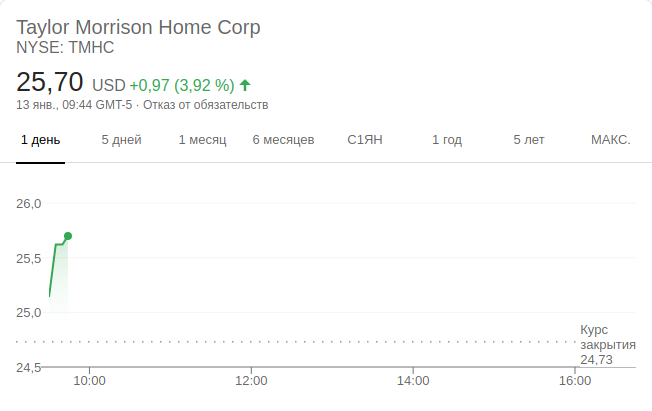 Taylor Morrison Home Corp
NYSE: TMHC
25,70 USD +0,97 (3,92 %)
13 янв., 09:44 GMT-5 · Отказ от обязательств
1 день 5 дней 1 месяц 6 месяцев С1ЯН 1 год 5 лет МАКС.
26,0
25,5
25,0
Курс
закрытия
24,73
24,5
10:00 12:00 14:00 16:00